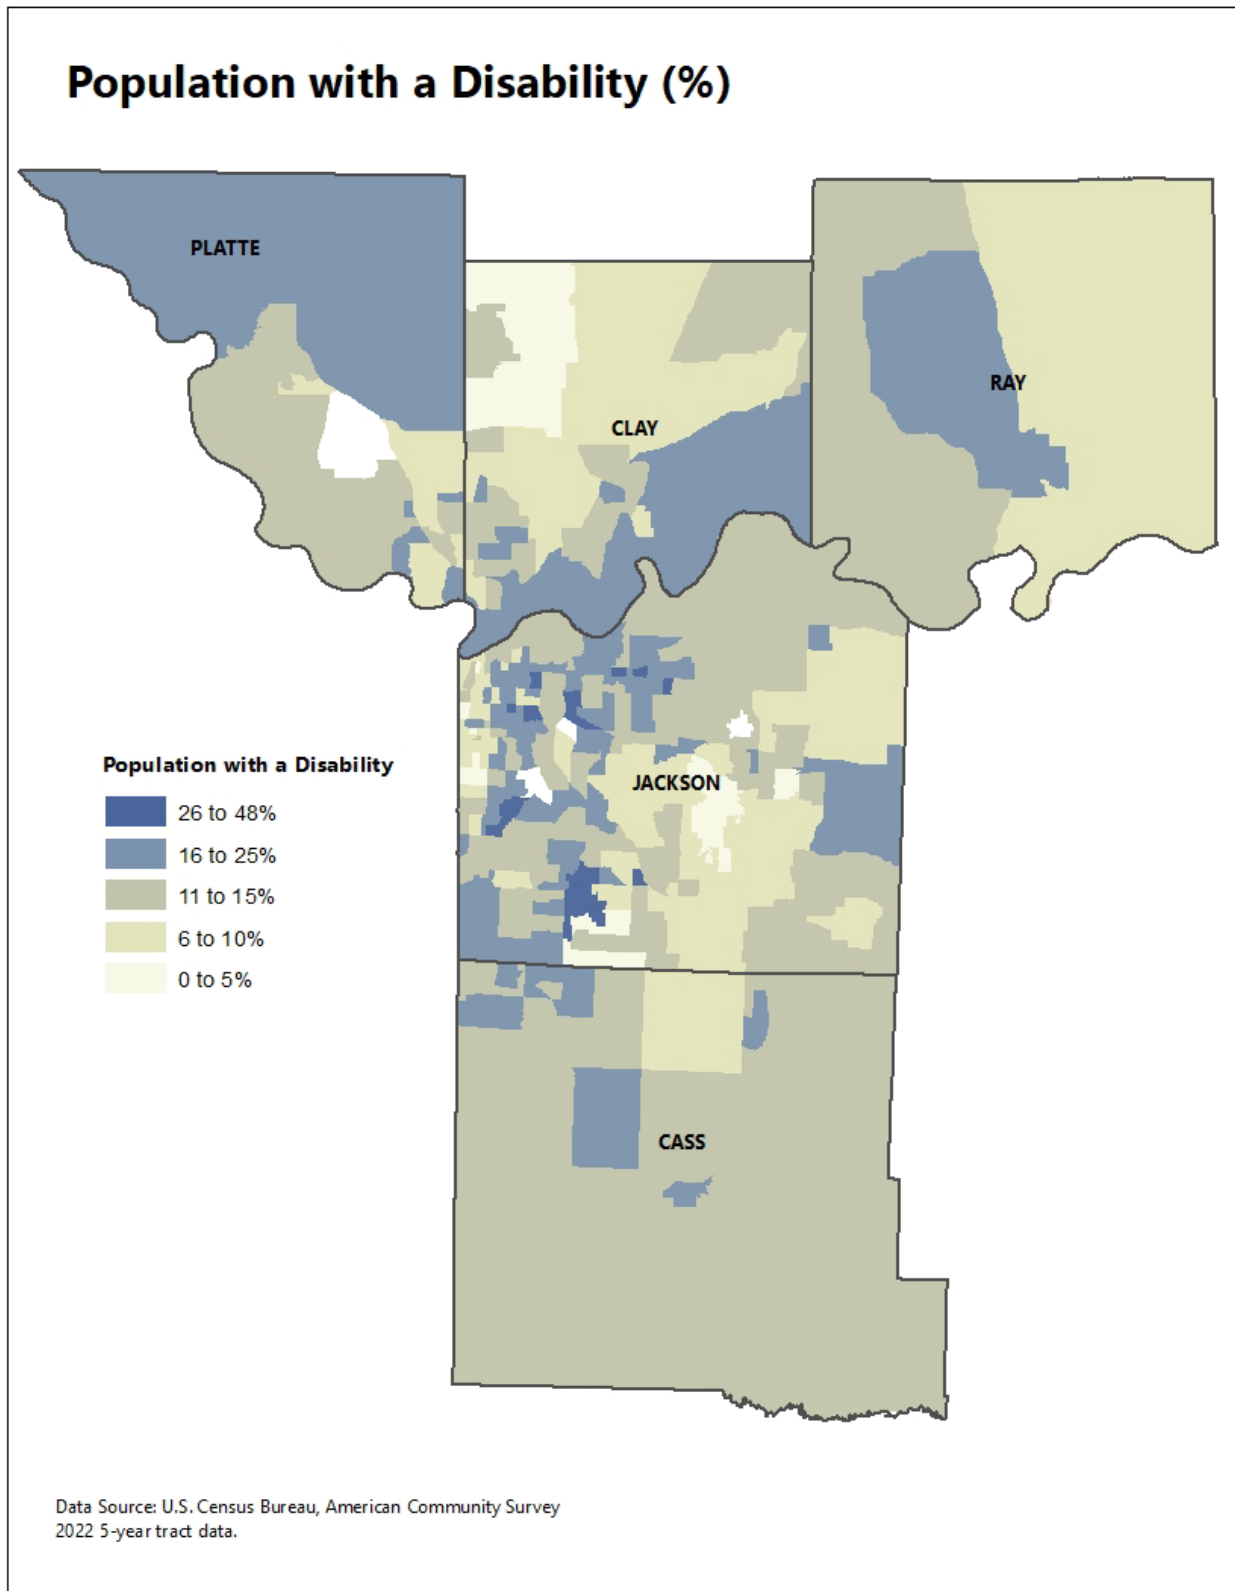 Population with a Disability (%)
PLATTE
RAY
CLAY
JACKSON
Population with a Disability
26 to 48%
16 to 25%
11 to 15%
6 to 10%
0 to 5%
CASS
Data Source: U.S. Census Bureau, American Community Survey
2022 5-year tract data.